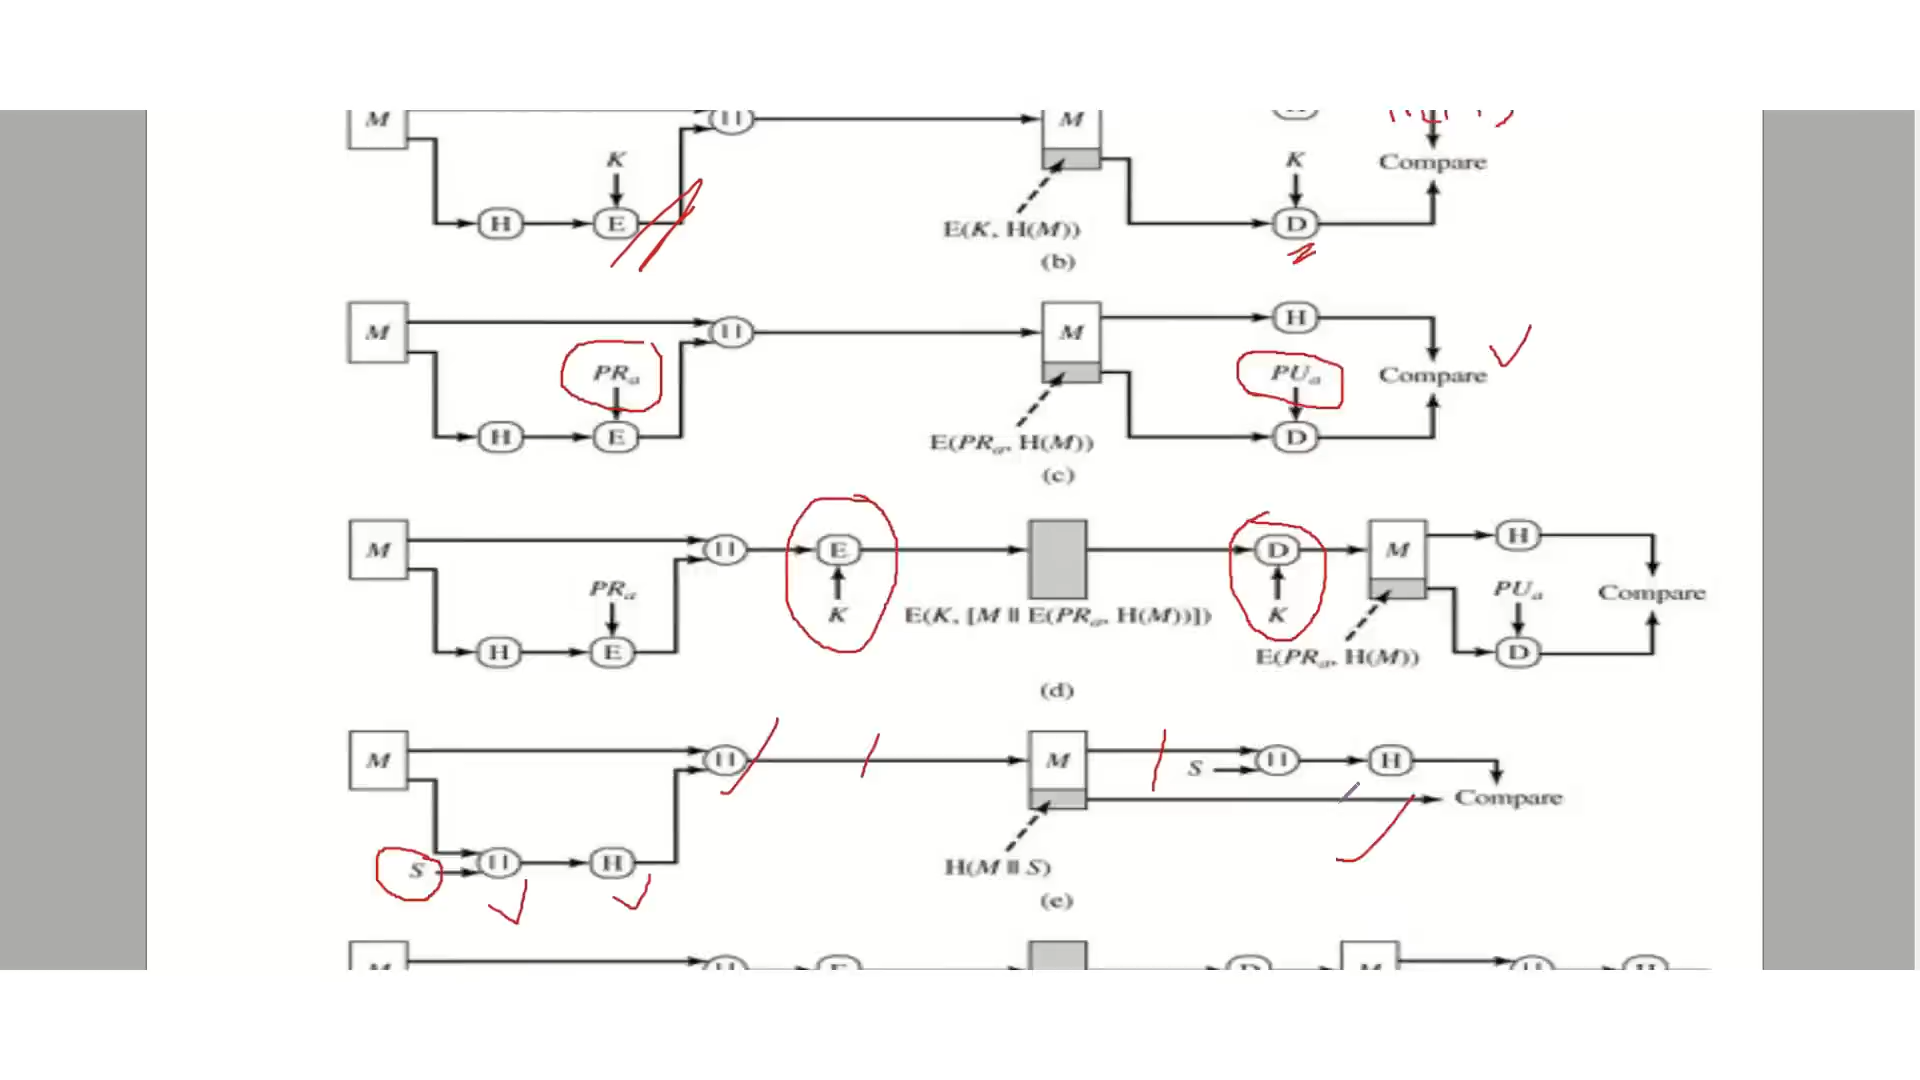 M || M
K K Compare
H E D
E(K, H(M))
(b)
M || M H
PRa PUa Compare
H E D
E(PRa, H(M))
(c)
M || E D M H
K E(K, [M || E(PRa, H(M))]) K
PRa PUa Compare
H E E(PRa, H(M)) D
(d)
M || M S || H
Compare
S || H H(M || S)
(e)
M || E D M || H